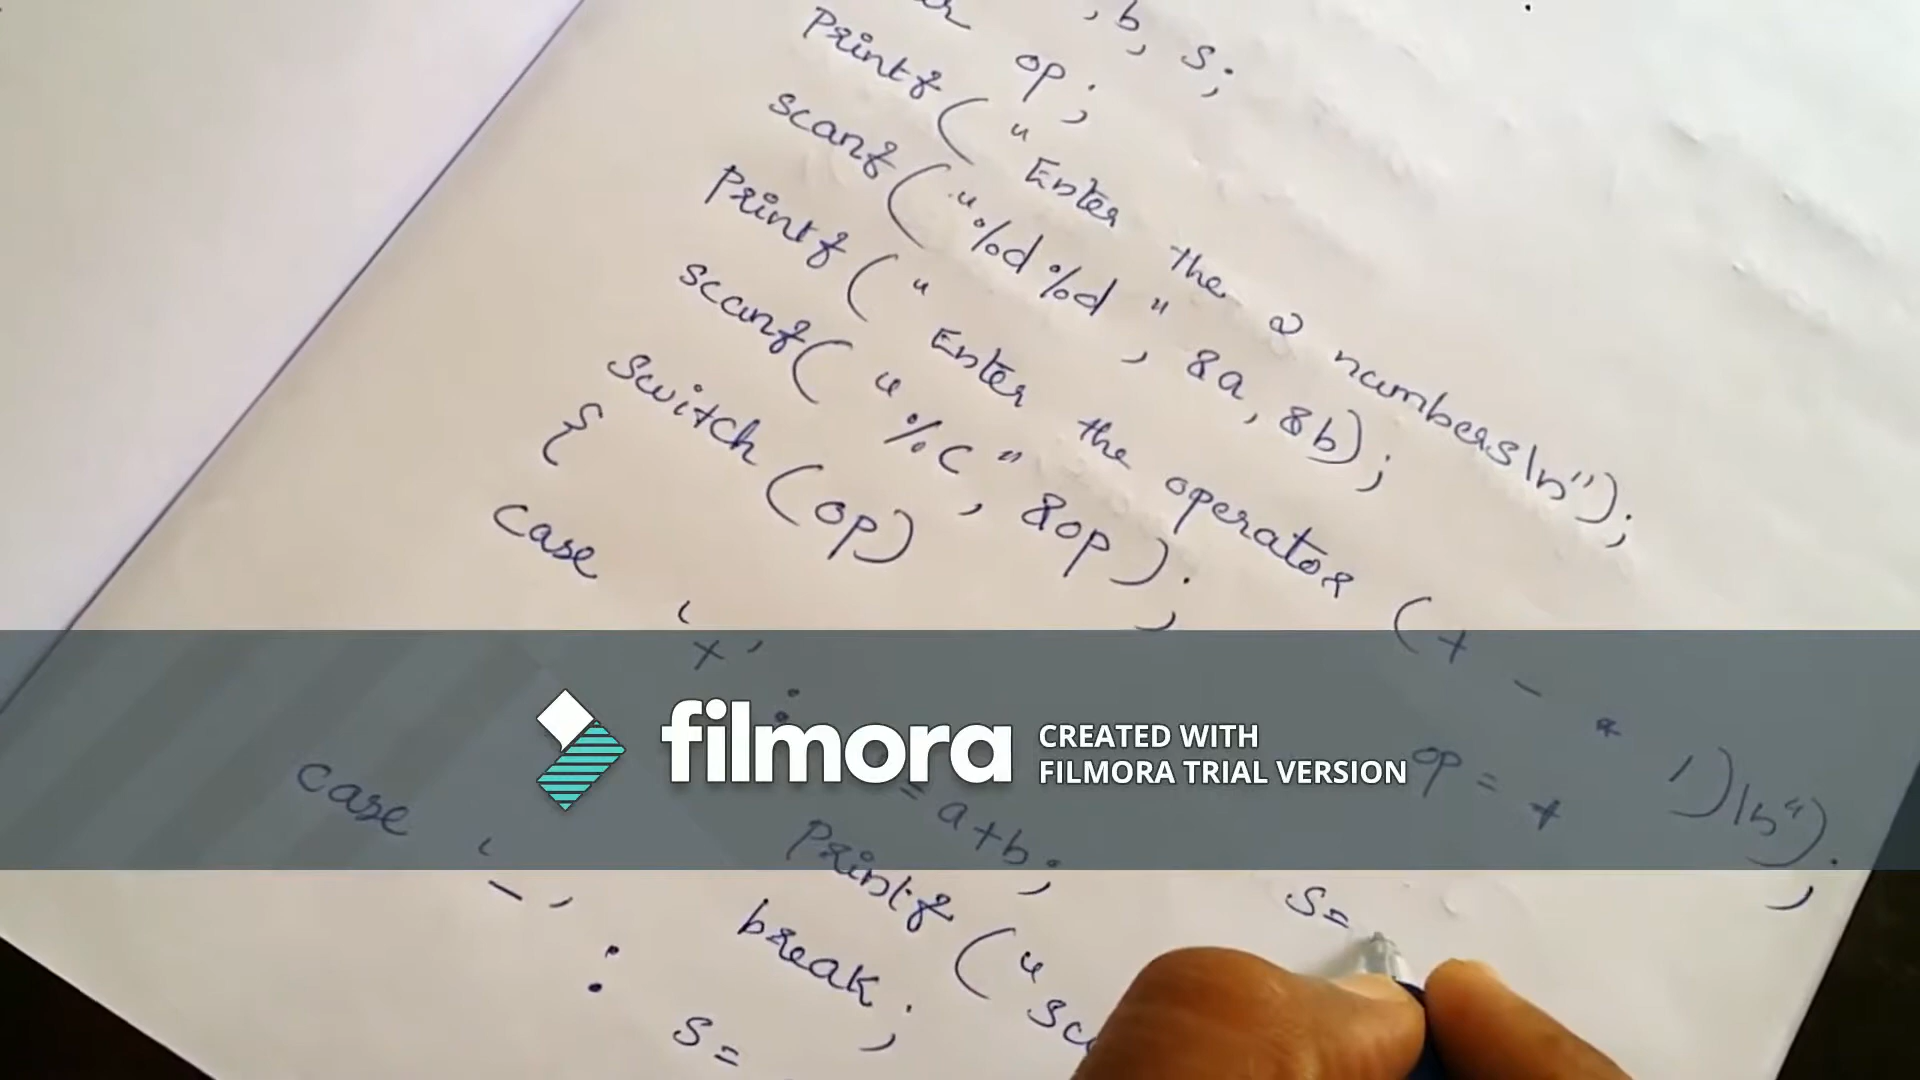 , b, s;
op;
printf(" Enter the 2 numbers\n");
scanf("%d%d", &a, &b);
printf(" Enter the operator (+ - * /)\n");
scanf("%c", &op);
switch(op)
{
case '+' :
= a+b;
printf("
break;
case '-' :
s=
op = +
s=
filmora
CREATED WITH
FILMORA TRIAL VERSION